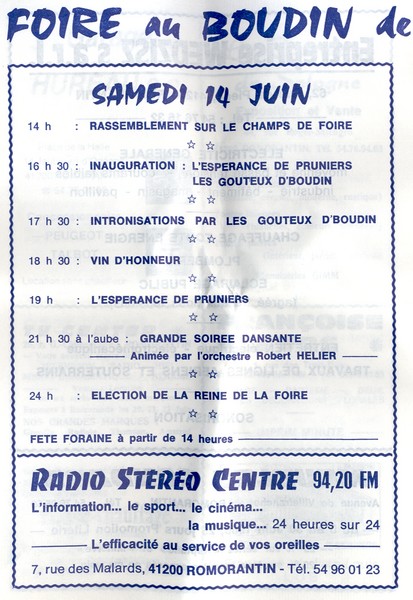 FOIRE au BOUDIN de
SAMEDI 14 JUIN
14 h : RASSEMBLEMENT SUR LE CHAMPS DE FOIRE
16 h 30 : INAUGURATION : L'ESPERANCE DE PRUNIERS
LES GOUTEUX D'BOUDIN
17 h 30 : INTRONISATIONS PAR LES GOUTEUX D'BOUDIN
18 h 30 : VIN D'HONNEUR
19 h : L'ESPERANCE DE PRUNIERS
21 h 30 à l'aube : GRANDE SOIREE DANSANTE
Animée par l'orchestre Robert HELIER
24 h : ELECTION DE LA REINE DE LA FOIRE
FETE FORAINE à partir de 14 heures
RADIO STÉRÉO CENTRE 94,20 FM
L'information... le sport... le cinéma...
la musique... 24 heures sur 24
L'efficacité au service de vos oreilles
7, rue des Malards, 41200 ROMORANTIN - Tél. 54 96 01 23